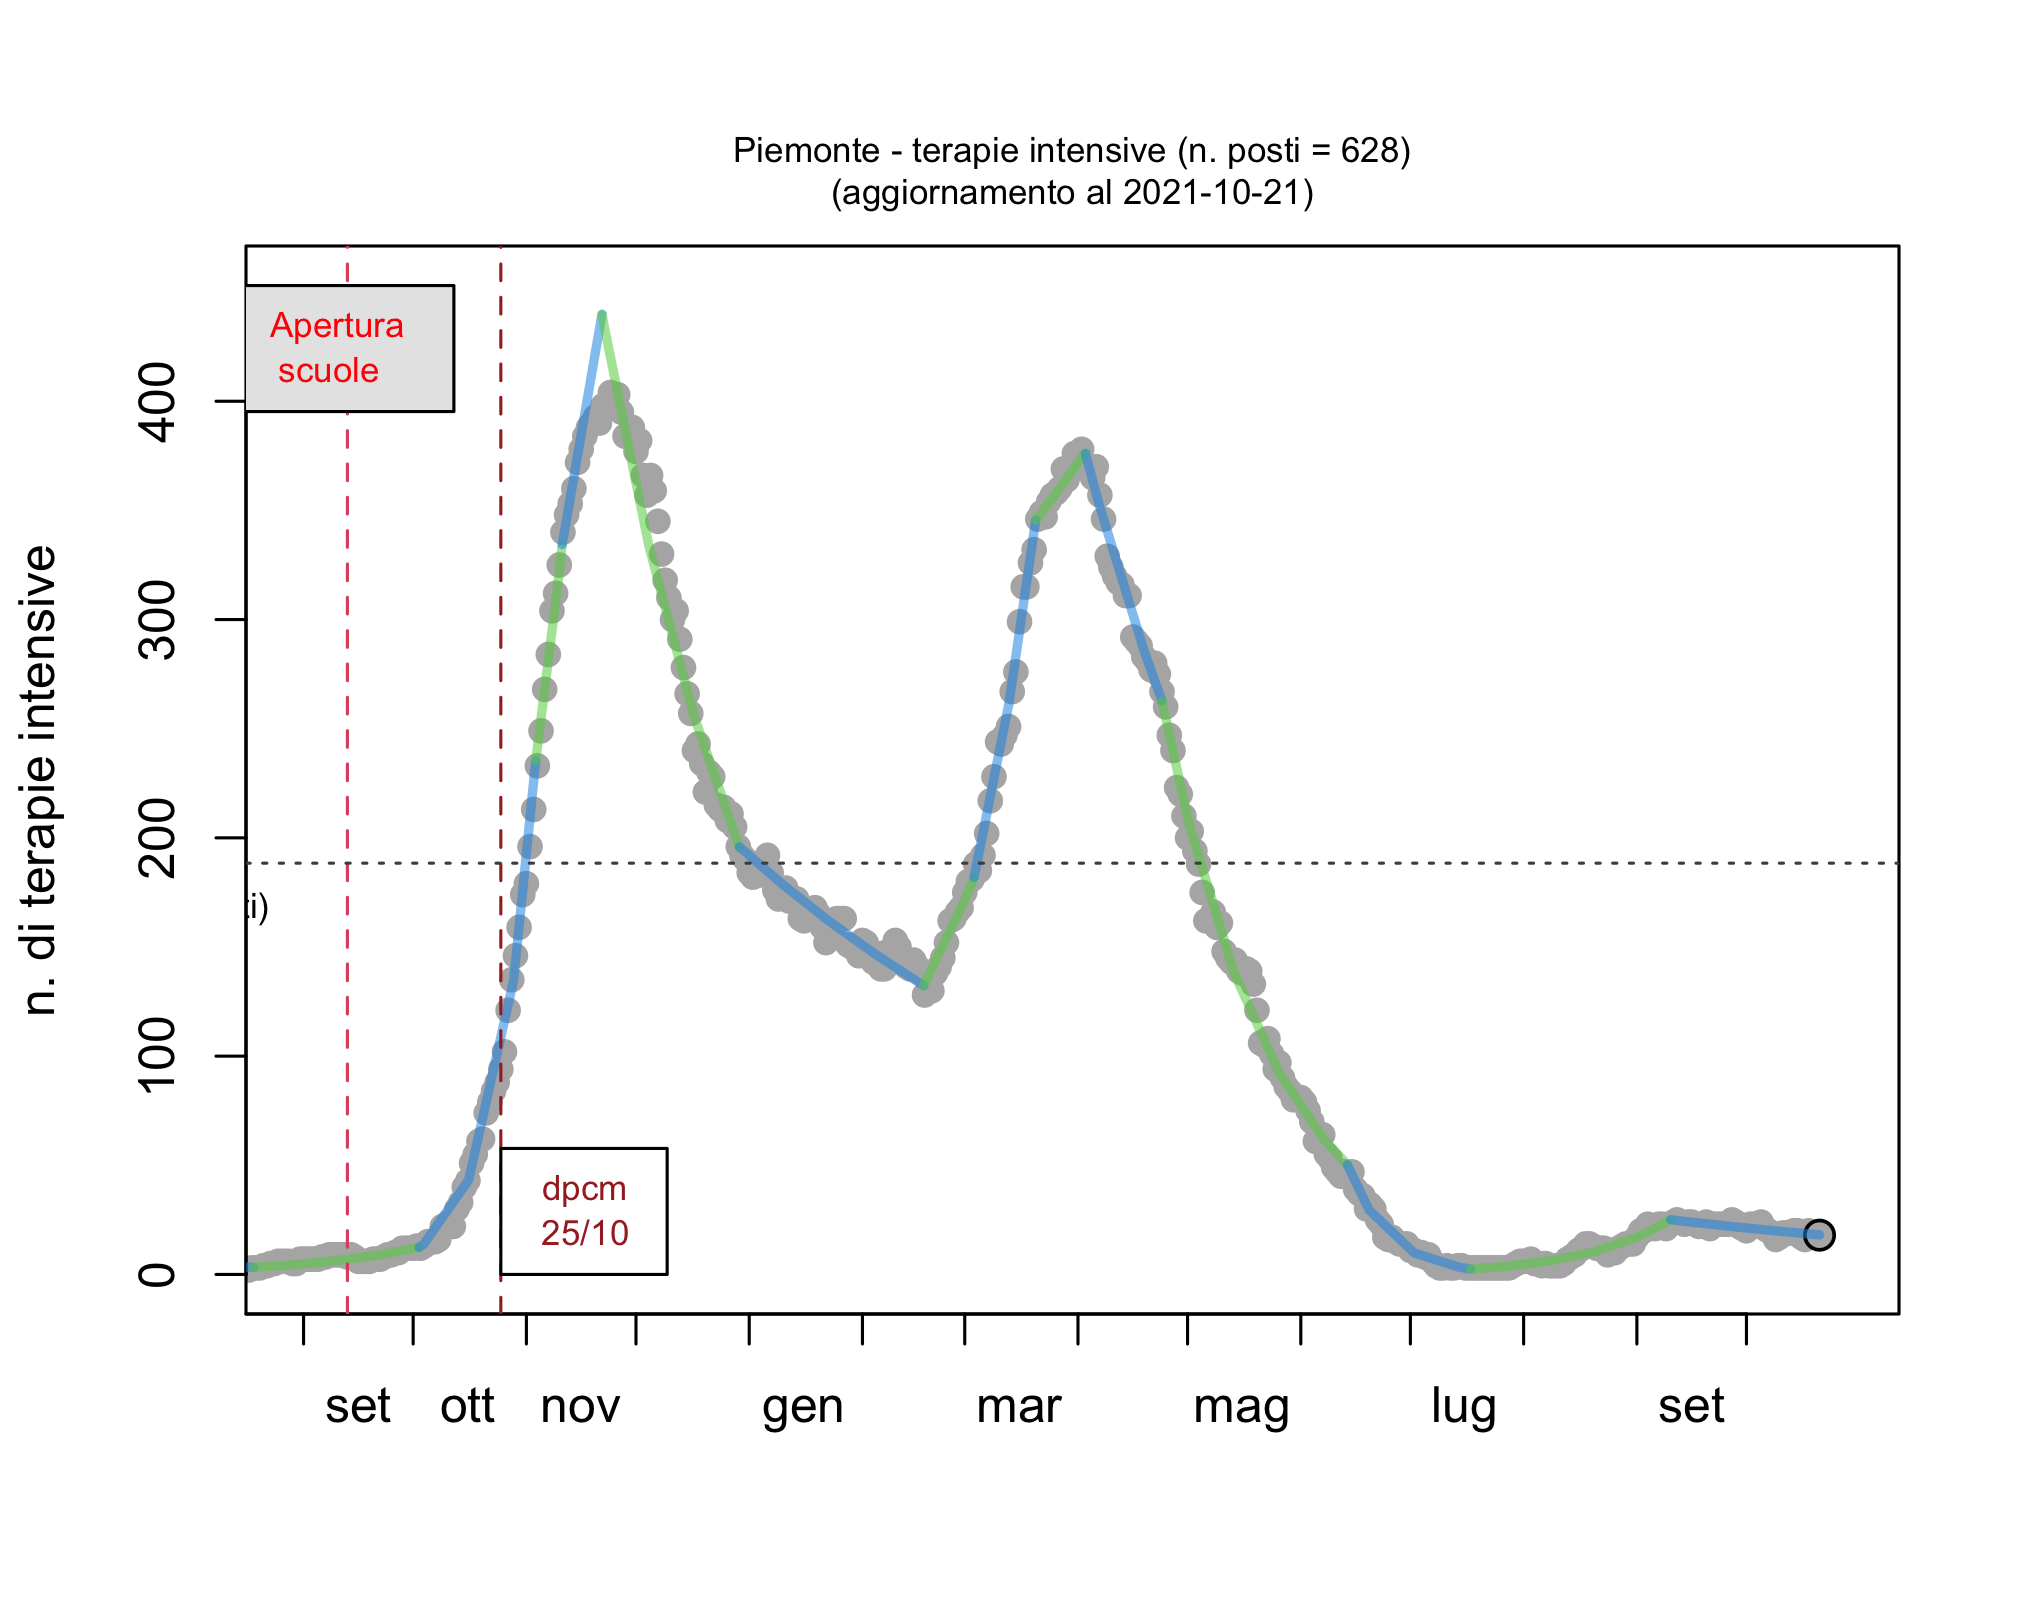 Piemonte - terapie intensive (n. posti = 628)
(aggiornamento al 2021-10-21)
Apertura
scuole
n. di terapie intensive
400
300
200
100
0
ti)
dpcm
25/10
set ott nov gen mar mag lug set